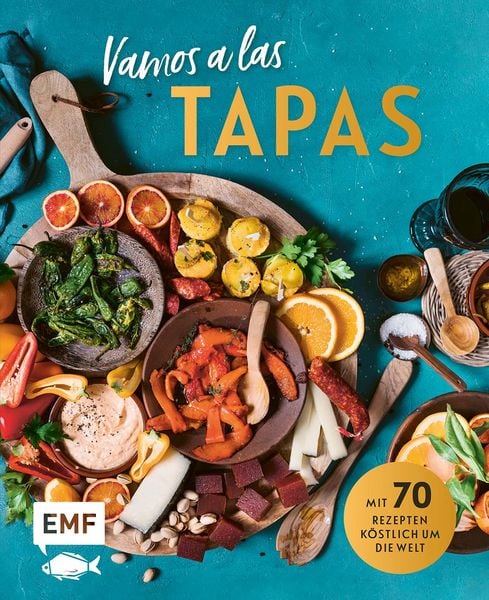 Vamos a las
TAPAS
MIT 70
REZEPTEN
KÖSTLICH UM
DIE WELT
EMF